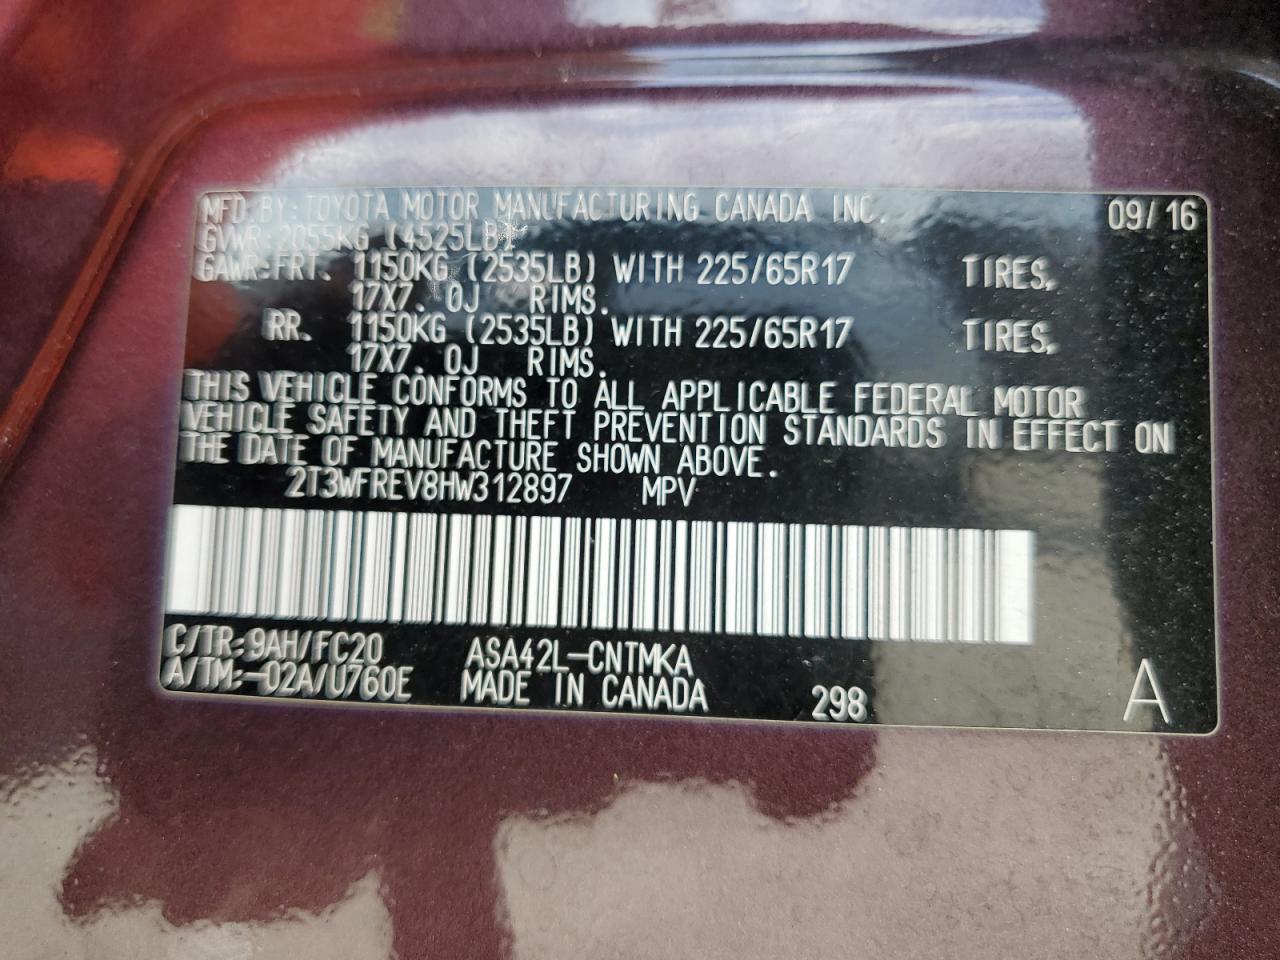 MFD. BY: TOYOTA MOTOR MANUFACTURING CANADA INC. 09/16
GVWR: 2055KG (4525LB)
GAWR: FRT. 1150KG (2535LB) WITH 225/65R17 TIRES,
17X7. 0J RIMS.
RR. 1150KG (2535LB) WITH 225/65R17 TIRES,
17X7. 0J RIMS.
THIS VEHICLE CONFORMS TO ALL APPLICABLE FEDERAL MOTOR
VEHICLE SAFETY AND THEFT PREVENTION STANDARDS IN EFFECT ON
THE DATE OF MANUFACTURE SHOWN ABOVE.
2T3WFREV8HW312897 MPV
C/TR: 9AH/FC20 ASA42L-CNTMKA
A/TM: -02A/U760E MADE IN CANADA 298 A